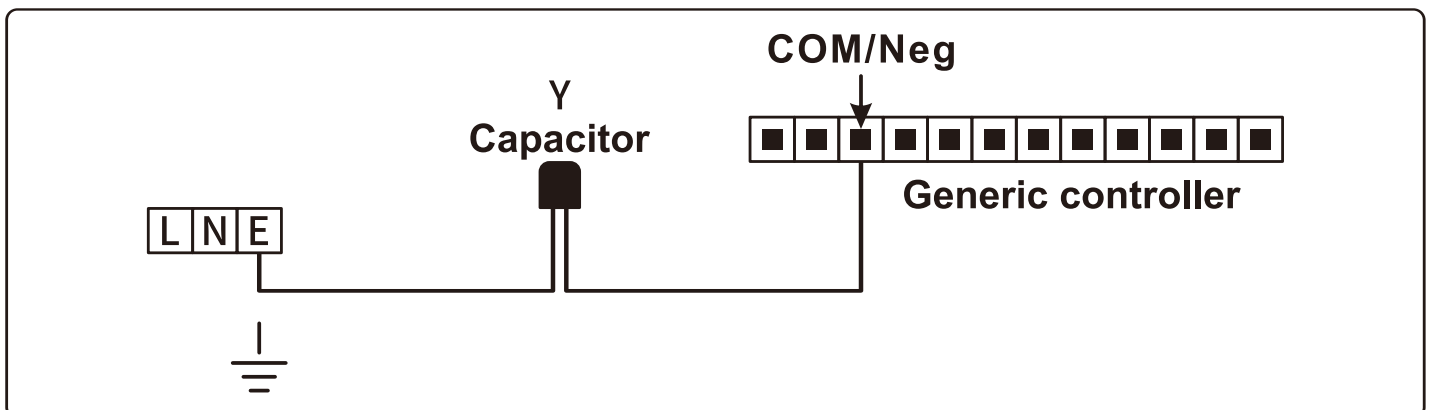 COM/Neg
Y
Capacitor
Generic controller
L N E